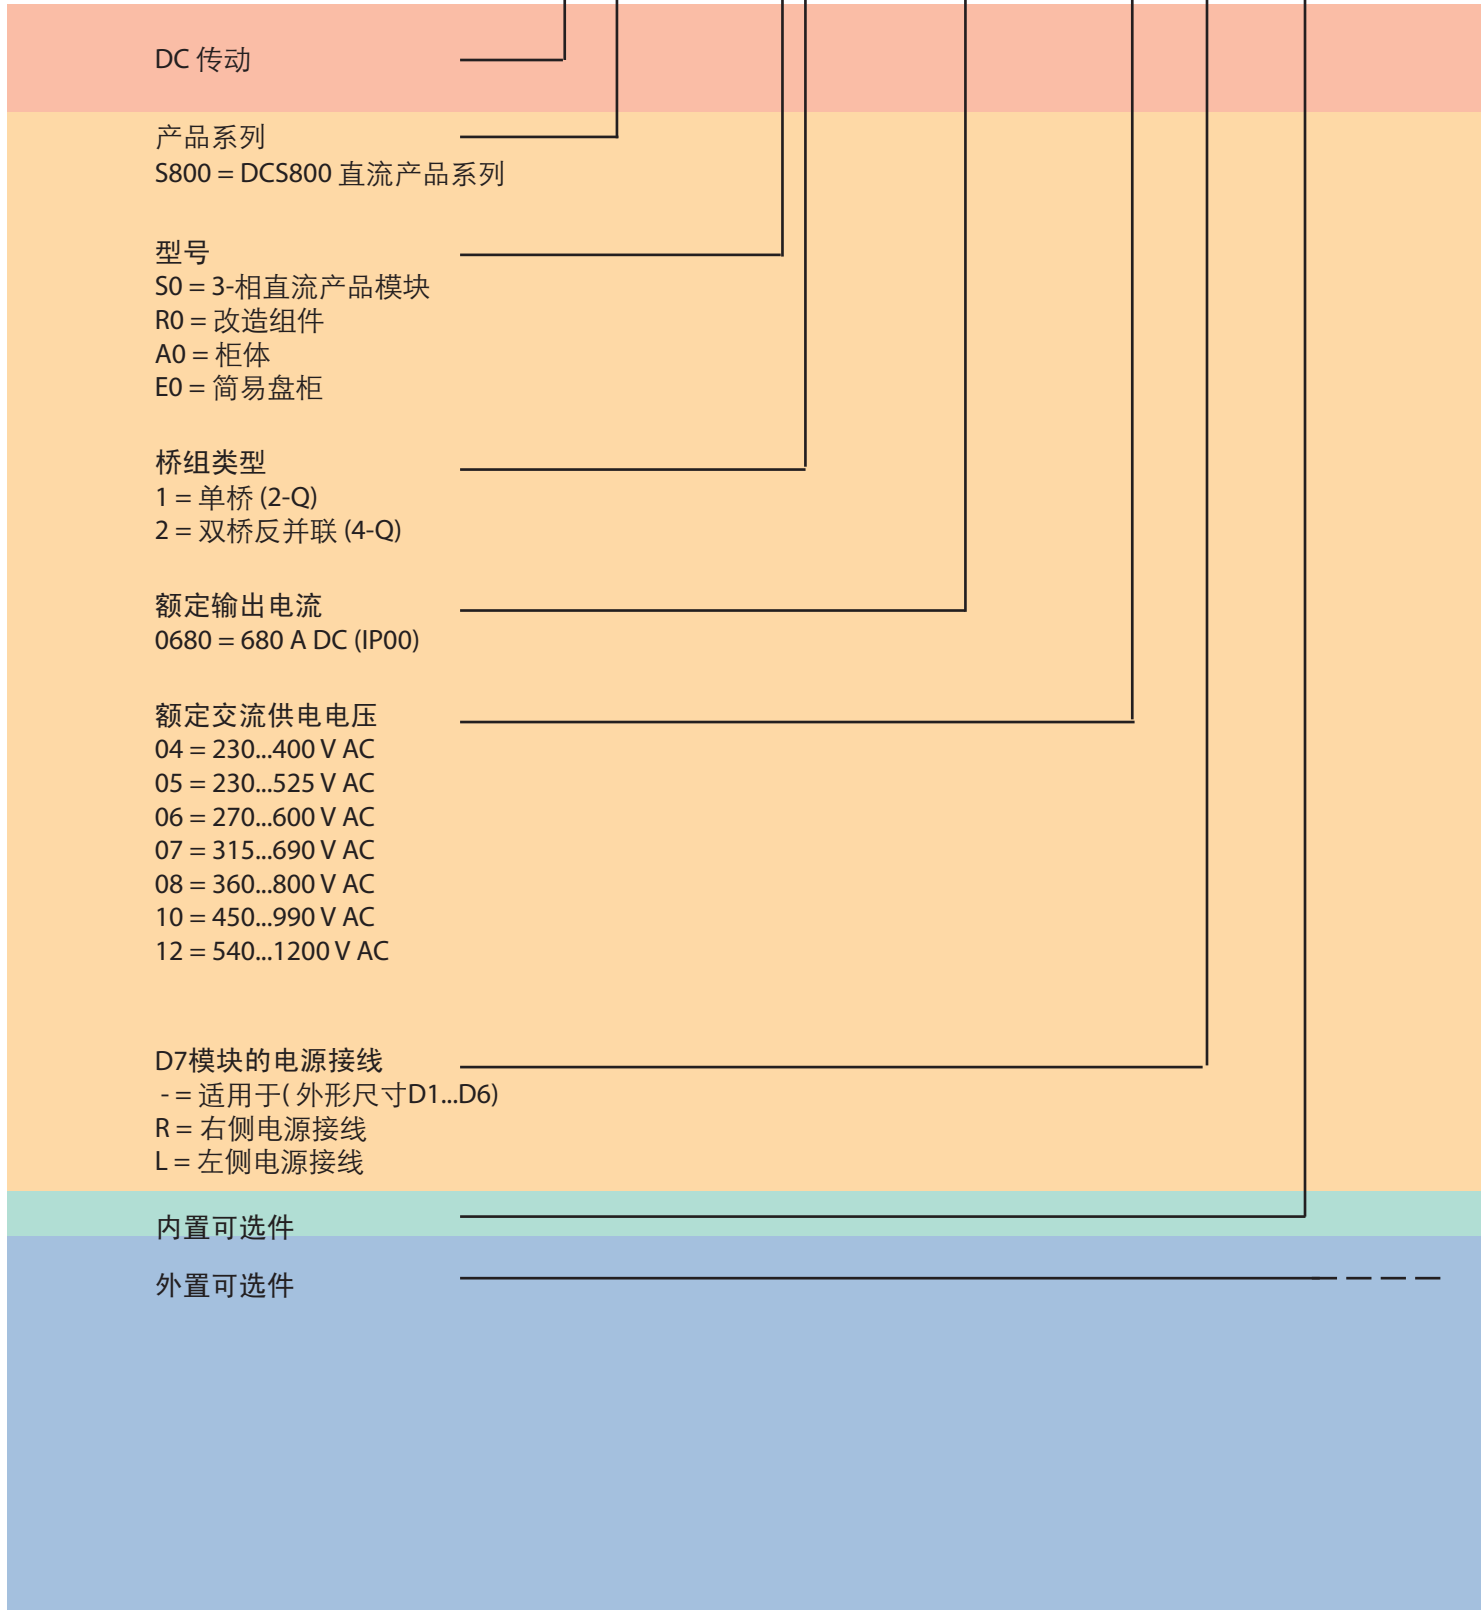 DC 传动
产品系列
S800 = DCS800 直流产品系列
型号
S0 = 3-相直流产品模块
R0 = 改造组件
A0 = 柜体
E0 = 简易盘柜
桥组类型
1 = 单桥 (2-Q)
2 = 双桥反并联 (4-Q)
额定输出电流
0680 = 680 A DC (IP00)
额定交流供电电压
04 = 230...400 V AC
05 = 230...525 V AC
06 = 270...600 V AC
07 = 315...690 V AC
08 = 360...800 V AC
10 = 450...990 V AC
12 = 540...1200 V AC
D7模块的电源接线
- = 适用于( 外形尺寸D1...D6)
R = 右侧电源接线
L = 左侧电源接线
内置可选件
外置可选件